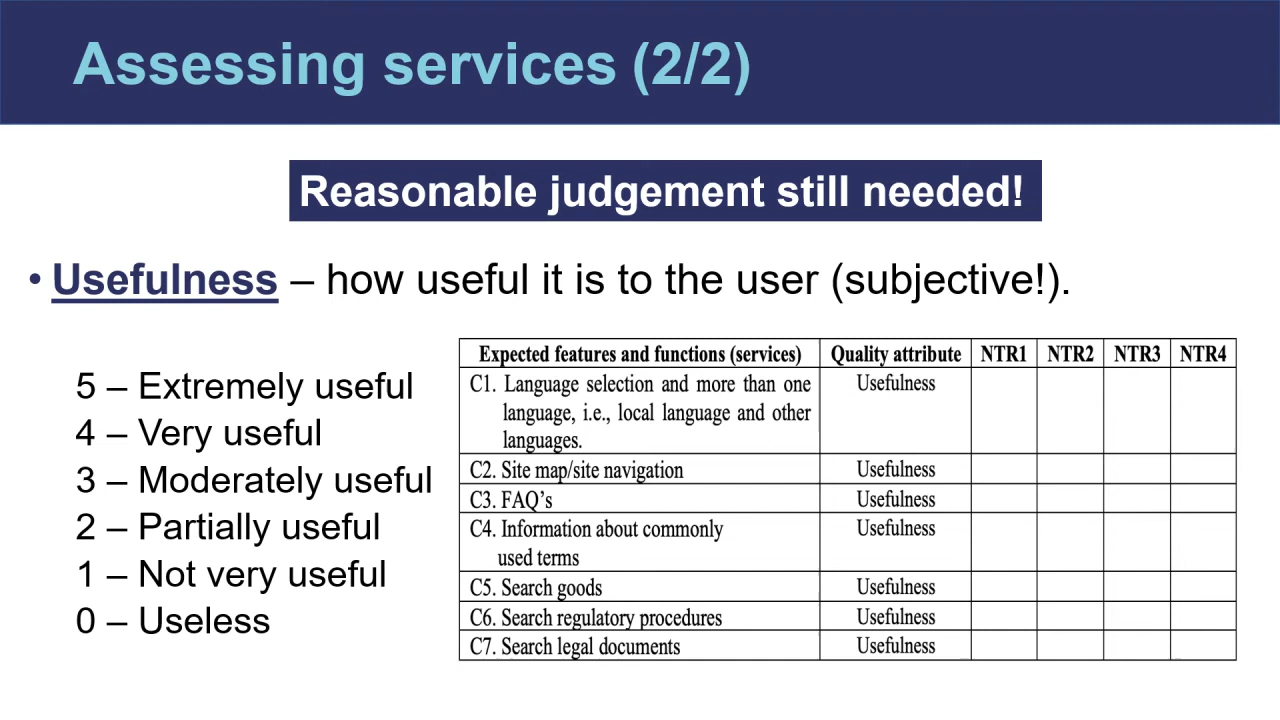 Assessing services (2/2)
Reasonable judgement still needed!
• Usefulness – how useful it is to the user (subjective!).
5 – Extremely useful
4 – Very useful
3 – Moderately useful
2 – Partially useful
1 – Not very useful
0 – Useless
Expected features and functions (services) Quality attribute NTR1 NTR2 NTR3 NTR4
C1. Language selection and more than one Usefulness
language, i.e., local language and other
languages.
C2. Site map/site navigation Usefulness
C3. FAQ's Usefulness
C4. Information about commonly Usefulness
used terms
C5. Search goods Usefulness
C6. Search regulatory procedures Usefulness
C7. Search legal documents Usefulness